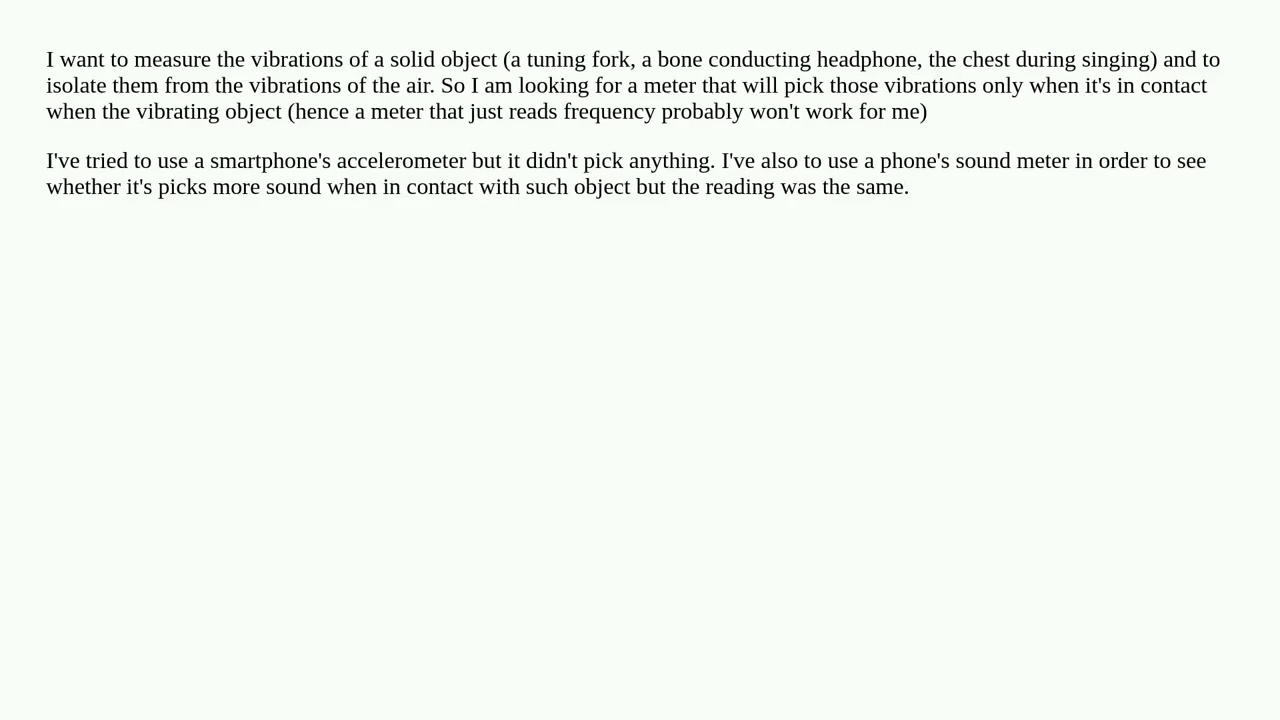 I want to measure the vibrations of a solid object (a tuning fork, a bone conducting headphone, the chest during singing) and to
isolate them from the vibrations of the air. So I am looking for a meter that will pick those vibrations only when it's in contact
when the vibrating object (hence a meter that just reads frequency probably won't work for me)
I've tried to use a smartphone's accelerometer but it didn't pick anything. I've also to use a phone's sound meter in order to see
whether it's picks more sound when in contact with such object but the reading was the same.